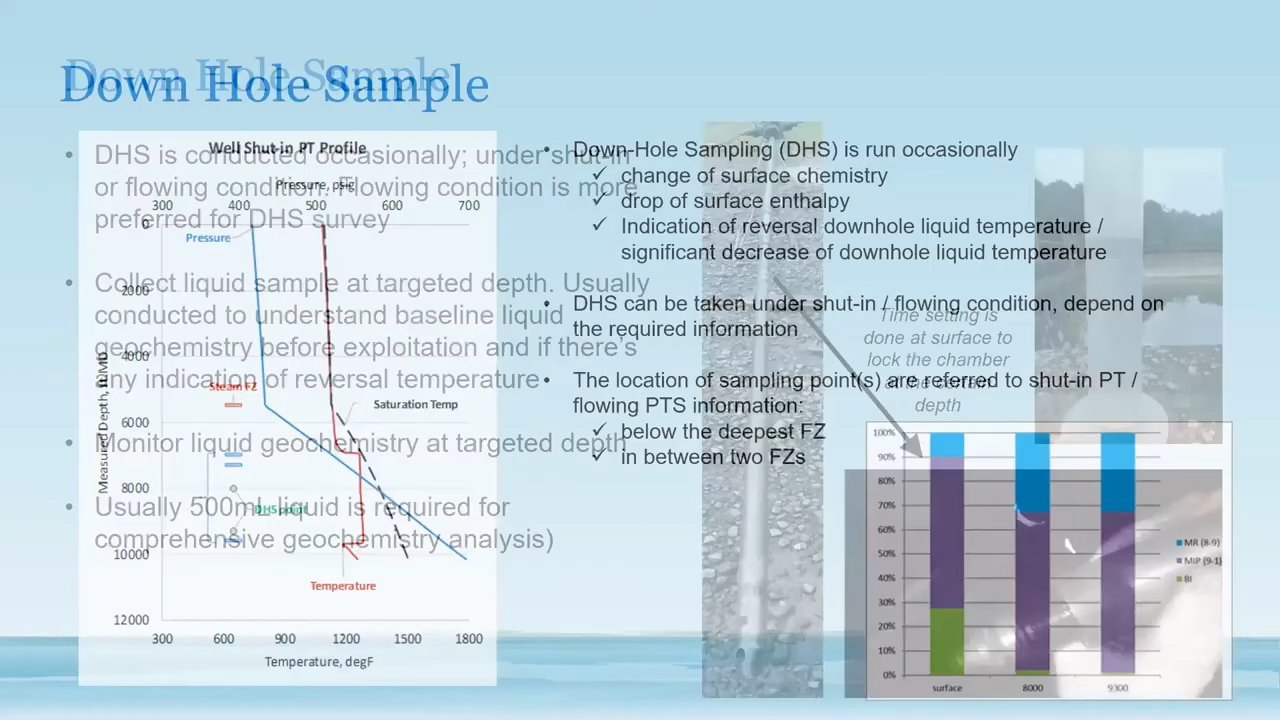 Down Hole Sample
Down Hole Sample
• DHS is conducted occasionally; under shut-in
or flowing condition. Flowing condition is more
preferred for DHS survey
• Collect liquid sample at targeted depth. Usually
conducted to understand baseline liquid
geochemistry before exploitation and if there's
any indication of reversal temperature
• Monitor liquid geochemistry at targeted depth
• Usually 500mL liquid is required for
comprehensive geochemistry analysis)
Well Shut-in PT Profile
Pressure, psig
300 400 500 600 700
0
2000
4000
6000
8000
10000
12000
Measured Depth, ftMD
Pressure
Steam FZ
Saturation Temp
DHS point
Temperature
300 600 900 1200 1500 1800
Temperature, degF
• Down-Hole Sampling (DHS) is run occasionally
✓ change of surface chemistry
✓ drop of surface enthalpy
✓ Indication of reversal downhole liquid temperature /
significant decrease of downhole liquid temperature
• DHS can be taken under shut-in / flowing condition, depend on
the required information
• The location of sampling point(s) are referred to shut-in PT /
flowing PTS information:
✓ below the deepest FZ
✓ in between two FZs
Time setting is
done at surface to
lock the chamber
at the certain
depth
100%
90%
80%
70%
60%
50%
40%
30%
20%
10%
0%
surface 8000 9300
MR (8-9)
MIP (9-1)
BI